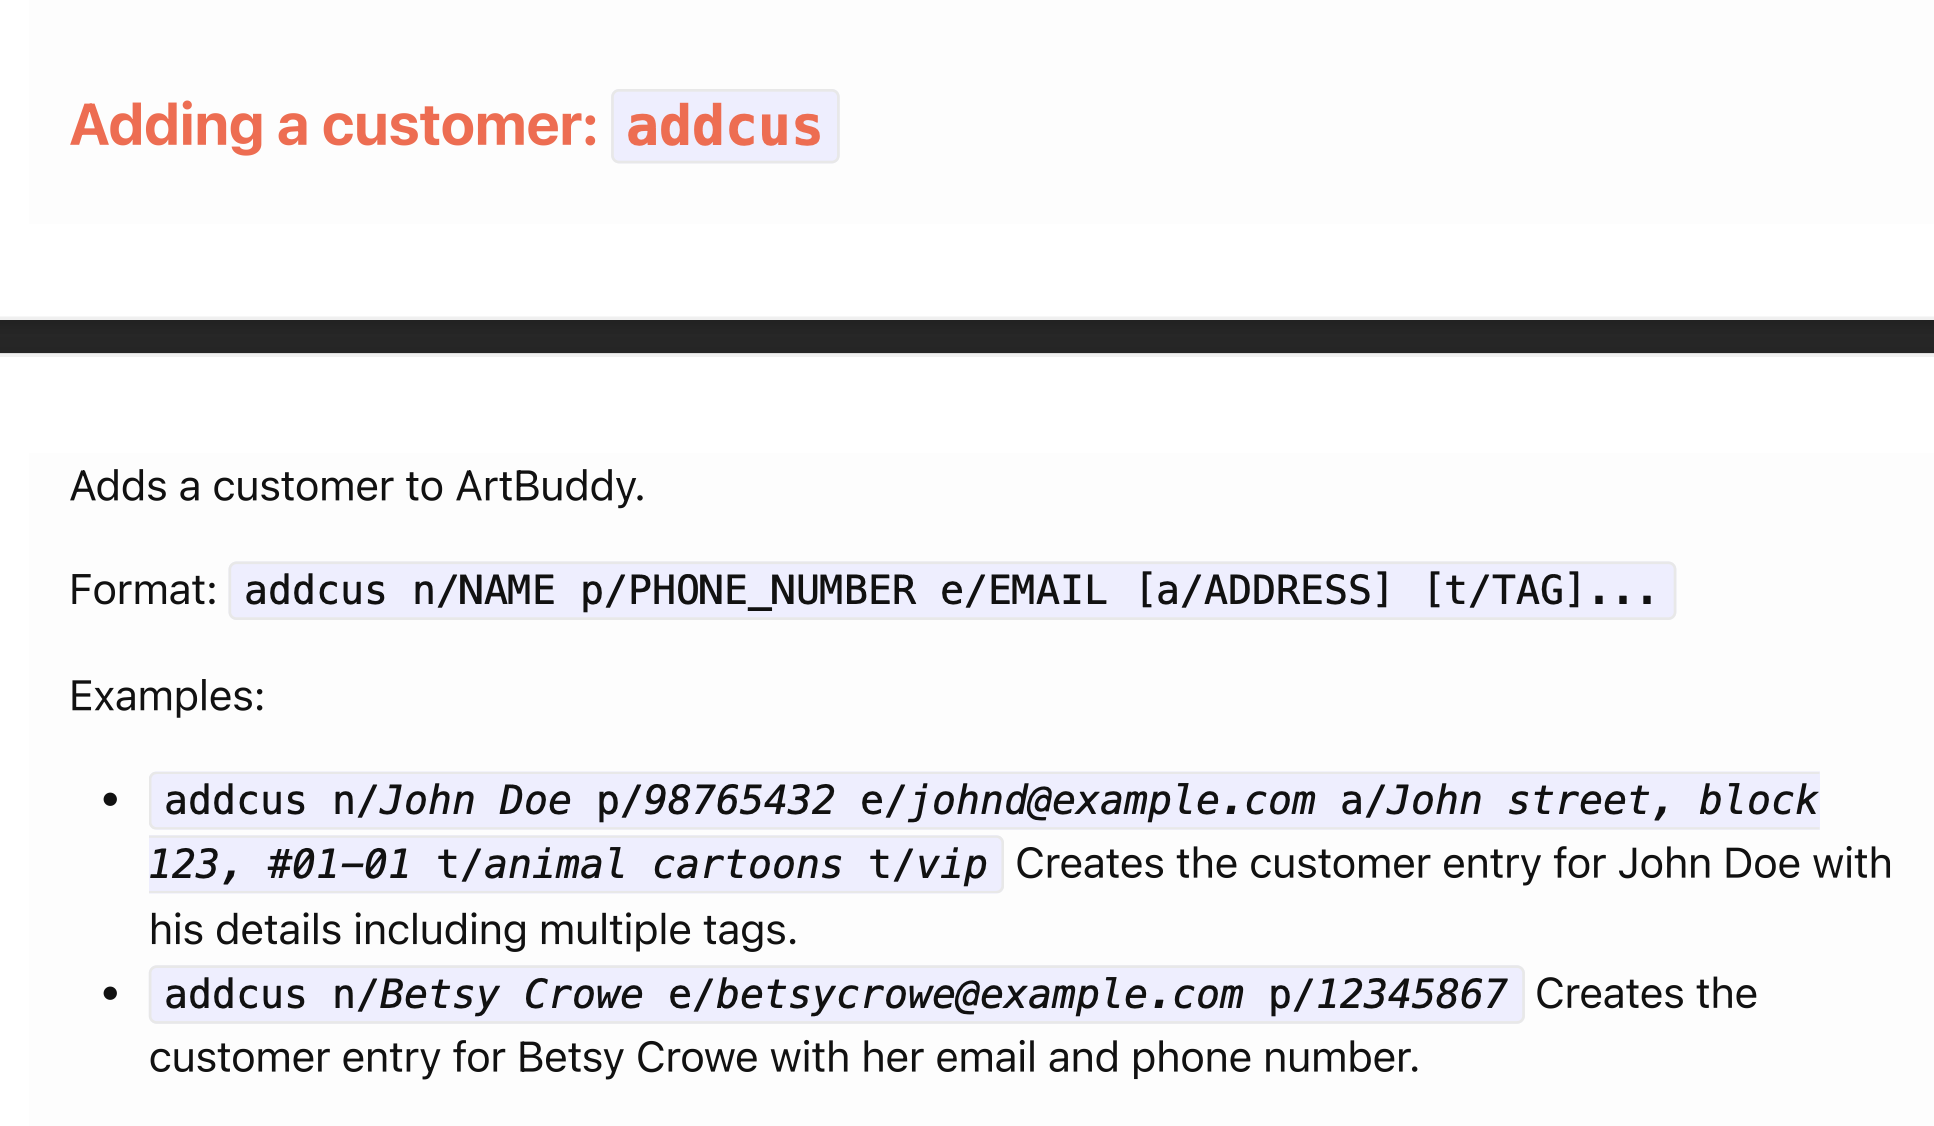 Adding a customer: addcus
Adds a customer to ArtBuddy.
Format: addcus n/NAME p/PHONE_NUMBER e/EMAIL [a/ADDRESS] [t/TAG]...
Examples:
• addcus n/John Doe p/98765432 e/johnd@example.com a/John street, block
123, #01-01 t/animal cartoons t/vip Creates the customer entry for John Doe with
his details including multiple tags.
• addcus n/Betsy Crowe e/betsycrowe@example.com p/12345867 Creates the
customer entry for Betsy Crowe with her email and phone number.